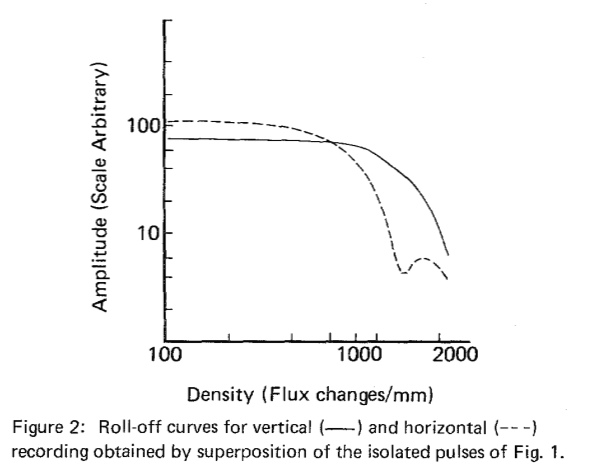 100
10
Amplitude (Scale Arbitrary)
100 1000 2000
Density (Flux changes/mm)
Figure 2: Roll-off curves for vertical (—) and horizontal (---)
recording obtained by superposition of the isolated pulses of Fig. 1.